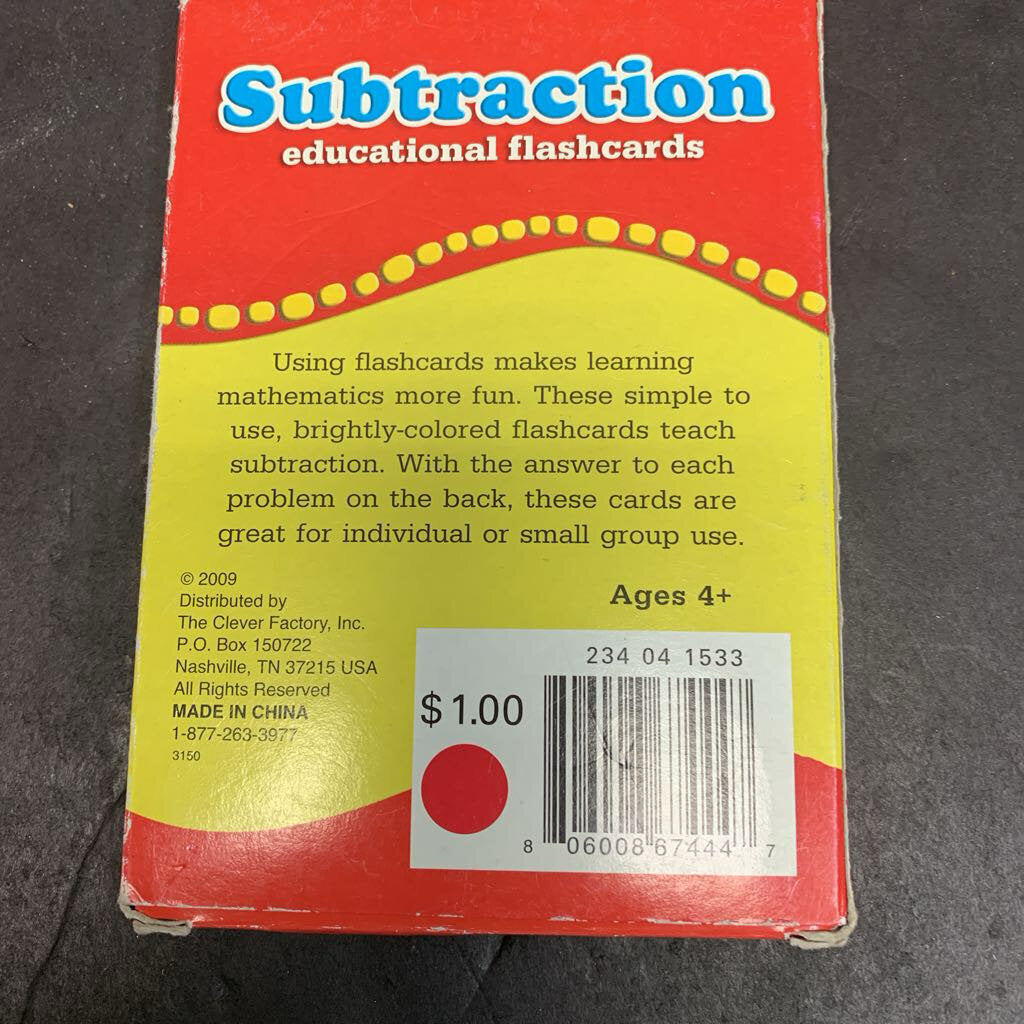 Subtraction
educational flashcards
Using flashcards makes learning
mathematics more fun. These simple to
use, brightly-colored flashcards teach
subtraction. With the answer to each
problem on the back, these cards are
great for individual or small group use.
Ages 4+
© 2009
Distributed by
The Clever Factory, Inc.
P.O. Box 150722
Nashville, TN 37215 USA
All Rights Reserved
MADE IN CHINA
1-877-263-3977
3150
234 04 1533
$1.00
8 06008 67444 7